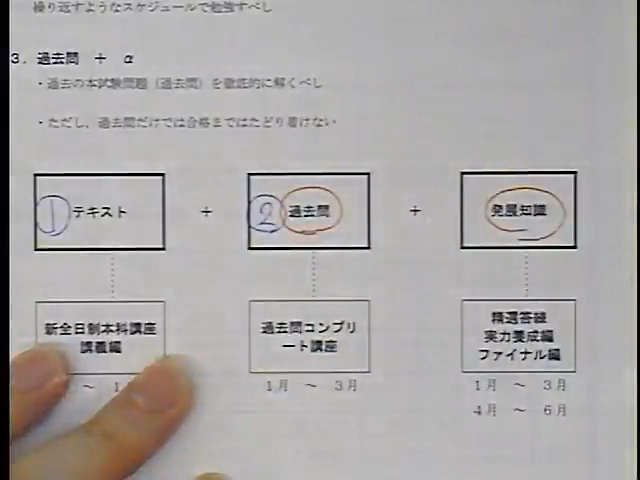 繰り返すようなスケジュールで勉強すべし
3．過去問　＋　α
・過去の本試験問題（過去問）を徹底的に解くべし
・ただし、過去問だけでは合格まではたどり着けない
① テキスト ＋ ② 過去問 ＋ 発展知識
新全日制本科講座
講義編
過去問コンプリ
ート講座
精選答練
実力養成編
ファイナル編
～ 1
1月 ～ 3月
1月 ～ 3月
4月 ～ 6月